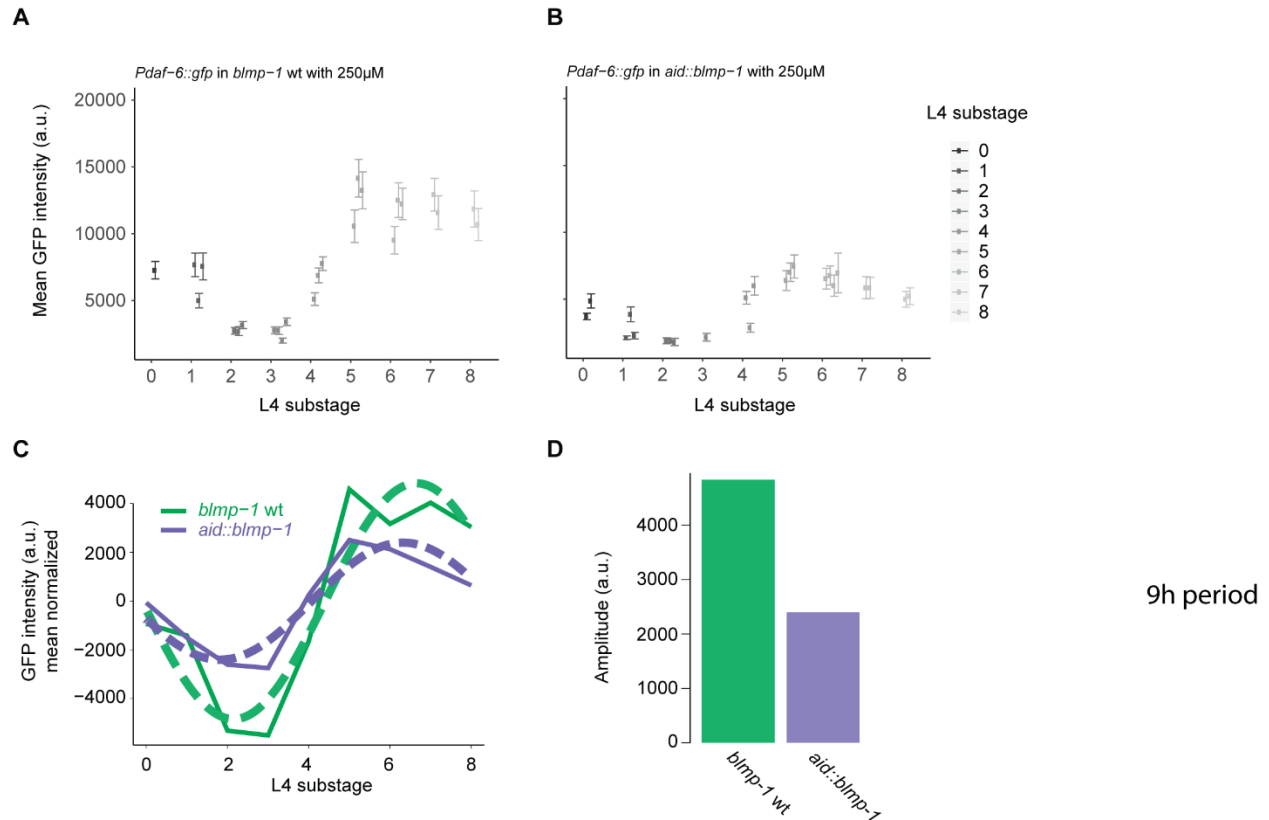 A
B
Pdaf−6::gfp in blmp−1 wt with 250µM
Pdaf−6::gfp in aid::blmp−1 with 250µM
Mean GFP intensity (a.u.)
20000
15000
10000
5000
0 1 2 3 4 5 6 7 8
L4 substage
0 1 2 3 4 5 6 7 8
L4 substage
L4 substage
0
1
2
3
4
5
6
7
8
C
GFP intensity (a.u.)
mean normalized
4000
2000
0
−2000
−4000
blmp−1 wt
aid::blmp−1
0 2 4 6 8
L4 substage
D
Amplitude (a.u.)
4000
3000
2000
1000
0
blmp-1 wt
aid::blmp-1
9h period